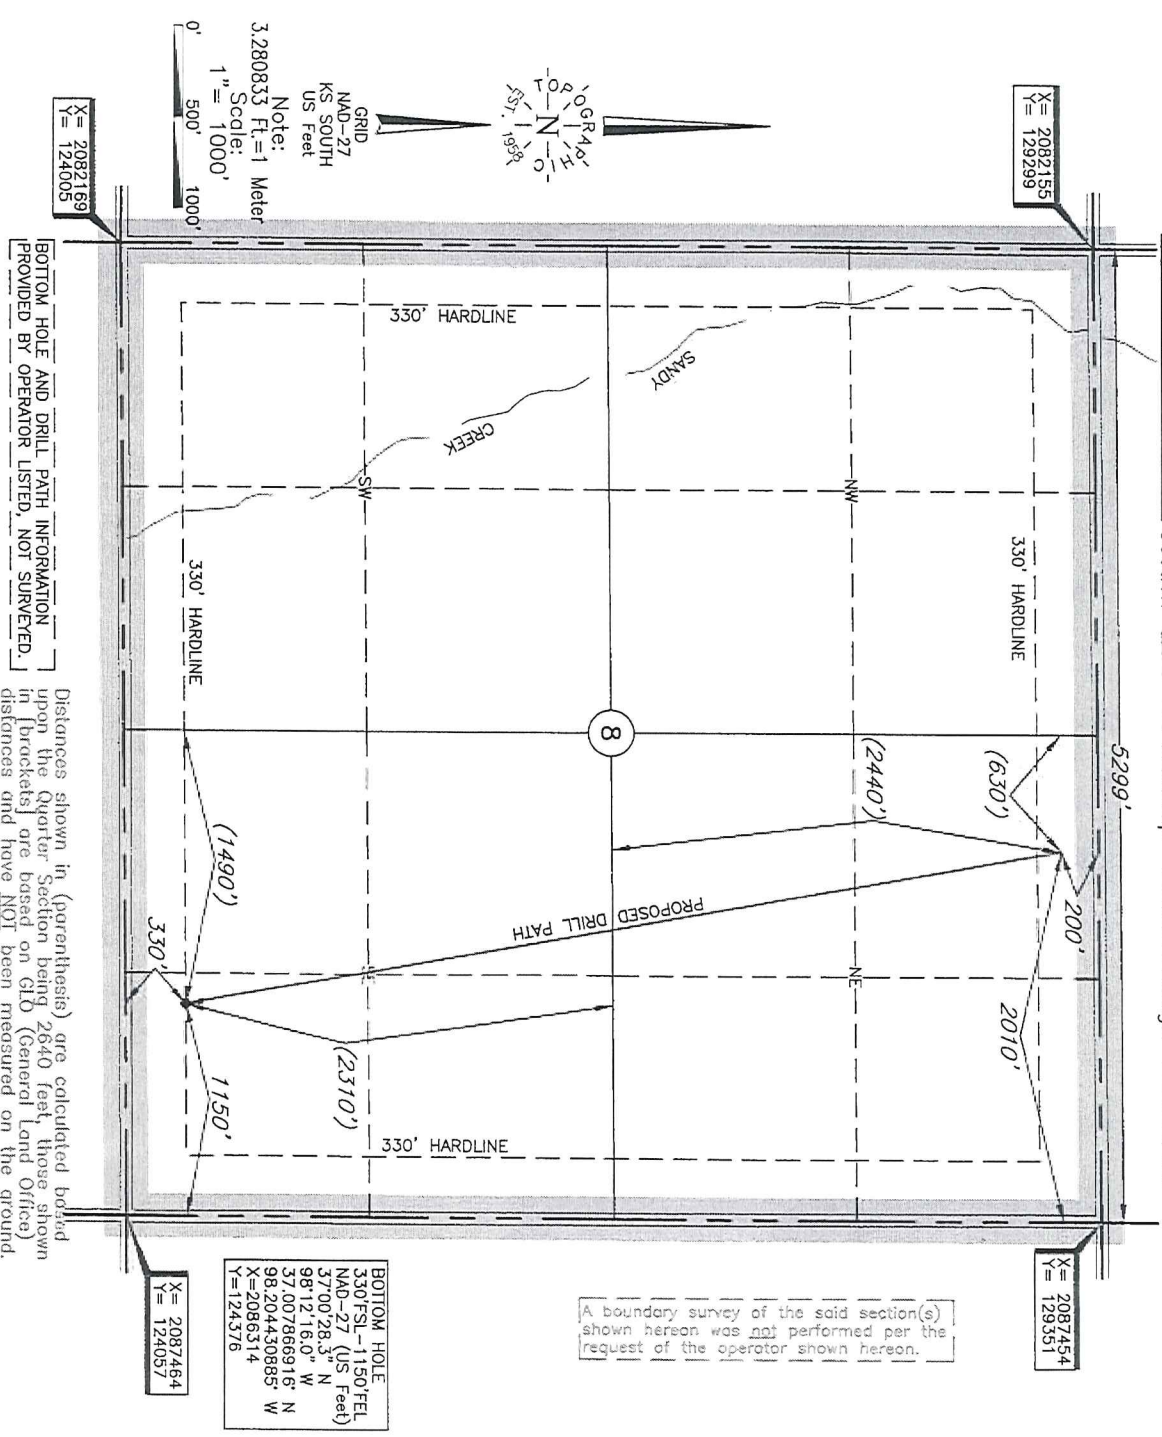 X= 2082155
Y= 129299
5299'
X= 2087454
Y= 129351
200'
(630')
2010'
330' HARDLINE
(2440')
NW
NE
TOPOGRAPHIC
EST. 1958
N
GRID
NAD-27
KS SOUTH
US Feet
Note:
3.280833 Ft.=1 Meter
Scale:
1"= 1000'
0'
500'
1000'
SANDY
CREEK
330' HARDLINE
8
PROPOSED DRILL PATH
330' HARDLINE
SW
(2310')
330' HARDLINE
(1490')
1150'
330'
X= 2082169
Y= 124005
X= 2087464
Y= 124057
A boundary survey of the said section(s)
shown hereon was not performed per the
request of the operator shown hereon.
BOTTOM HOLE
330'FSL-1150'FEL
NAD-27 (US Feet)
37°00'28.3" N
98°12'16.0" W
37.007866916° N
98.204430885° W
X=2086314
Y=124376
BOTTOM HOLE AND DRILL PATH INFORMATION
PROVIDED BY OPERATOR LISTED, NOT SURVEYED.
Distances shown in (parenthesis) are calculated based
upon the Quarter Section being 2640 feet, those shown
in [brackets] are based on GLO (General Land Office)
distances and have NOT been measured on the ground.